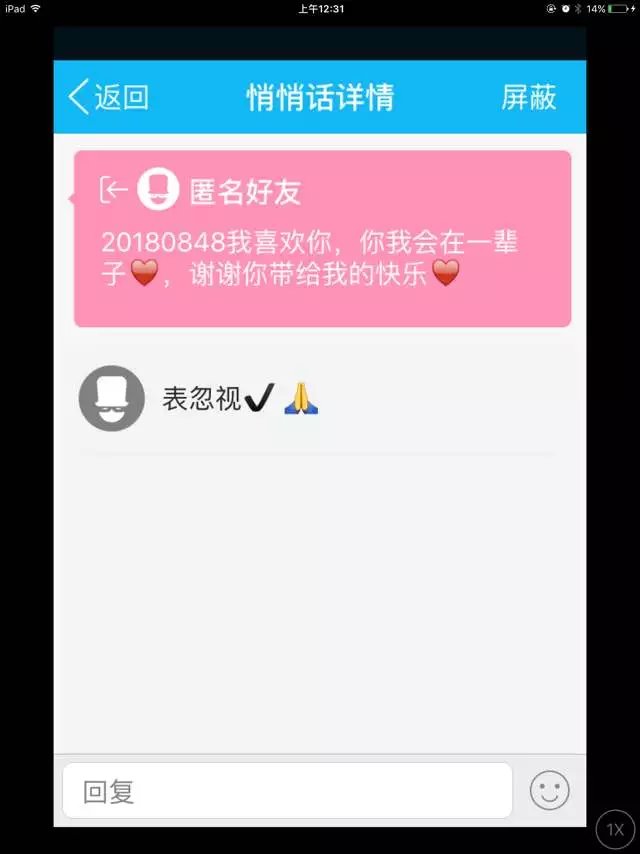 iPad 上午12:31 14%
返回 悄悄话详情 屏蔽
匿名好友
20180848我喜欢你，你我会在一辈
子❤️，谢谢你带给我的快乐❤️
表忽视✔️🙏
回复
1X